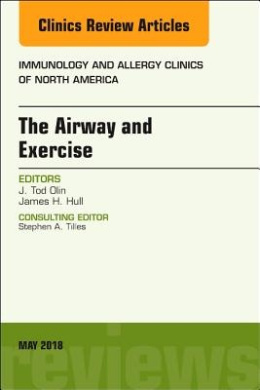 Clinics Review Articles
IMMUNOLOGY AND ALLERGY CLINICS
OF NORTH AMERICA
The Airway and
Exercise
EDITORS
J. Tod Olin
James H. Hull
CONSULTING EDITOR
Stephen A. Tilles
MAY 2018
reviews